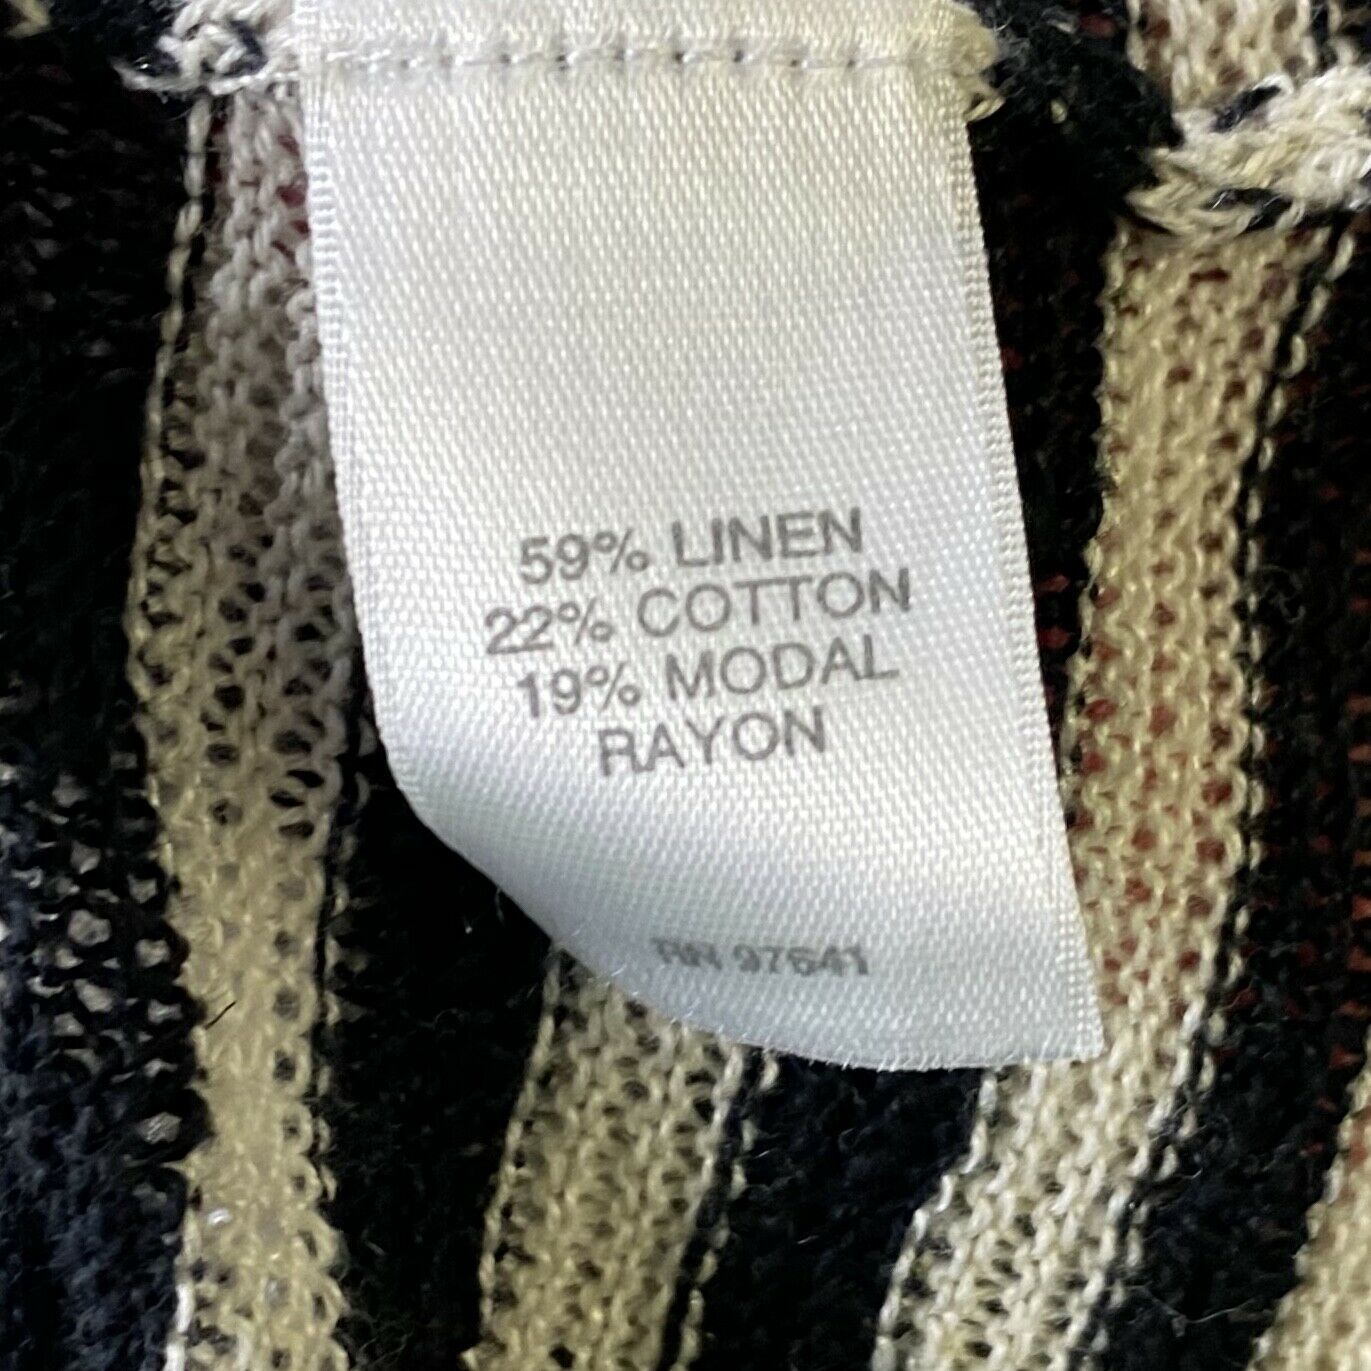 59% LINEN
22% COTTON
19% MODAL
RAYON
RN 97641